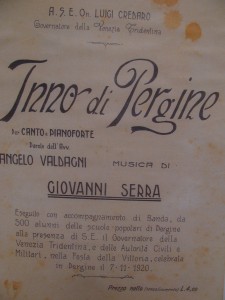 A.S.E. On. LUIGI CREDARO
Governatore della Venezia Tridentina
Inno di Pergine
Per CANTO e PIANOFORTE
Parole dell'Avv.
ANGELO VALDAGNI
MUSICA DI
GIOVANNI SERRA
Eseguito con accompagnamento di Banda, da
500 alunni delle scuole popolari di Pergine
alla presenza di S.E. il Governatore della
Venezia Tridentina, e delle Autorità Civili e
Militari, nella Festa della Vittoria, celebrata
in Pergine il 7-11-1920.
Prezzo netto L.4.00